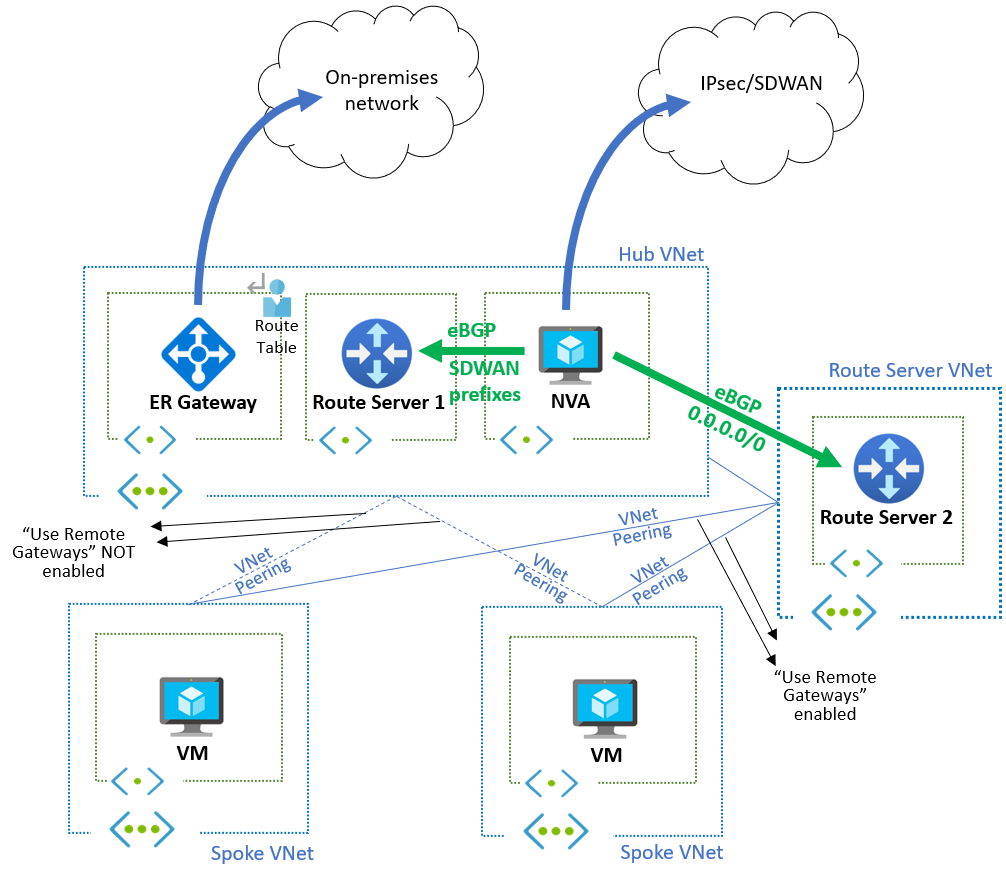 On-premises
network
IPsec/SDWAN
Hub VNet
Route
Table
ER Gateway
Route Server 1
eBGP
SDWAN
prefixes
NVA
eBGP
0.0.0.0/0
Route Server VNet
Route Server 2
“Use Remote
Gateways” NOT
enabled
VNet
Peering
VNet
Peering
VNet
Peering
VNet
Peering
“Use Remote
Gateways”
enabled
VM
Spoke VNet
VM
Spoke VNet